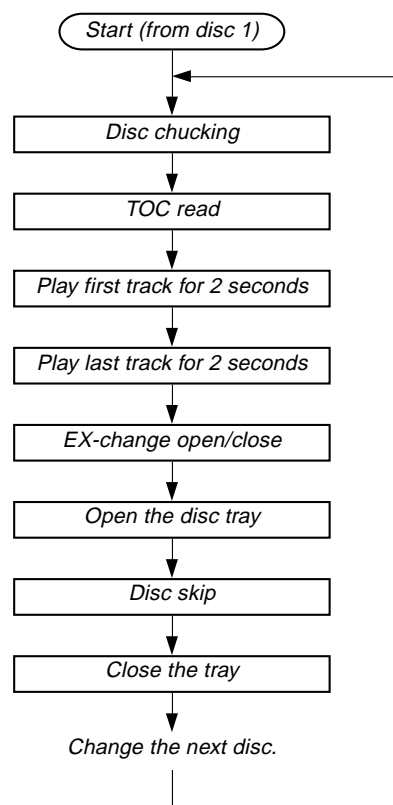 Start (from disc 1)
Disc chucking
TOC read
Play first track for 2 seconds
Play last track for 2 seconds
EX-change open/close
Open the disc tray
Disc skip
Close the tray
Change the next disc.